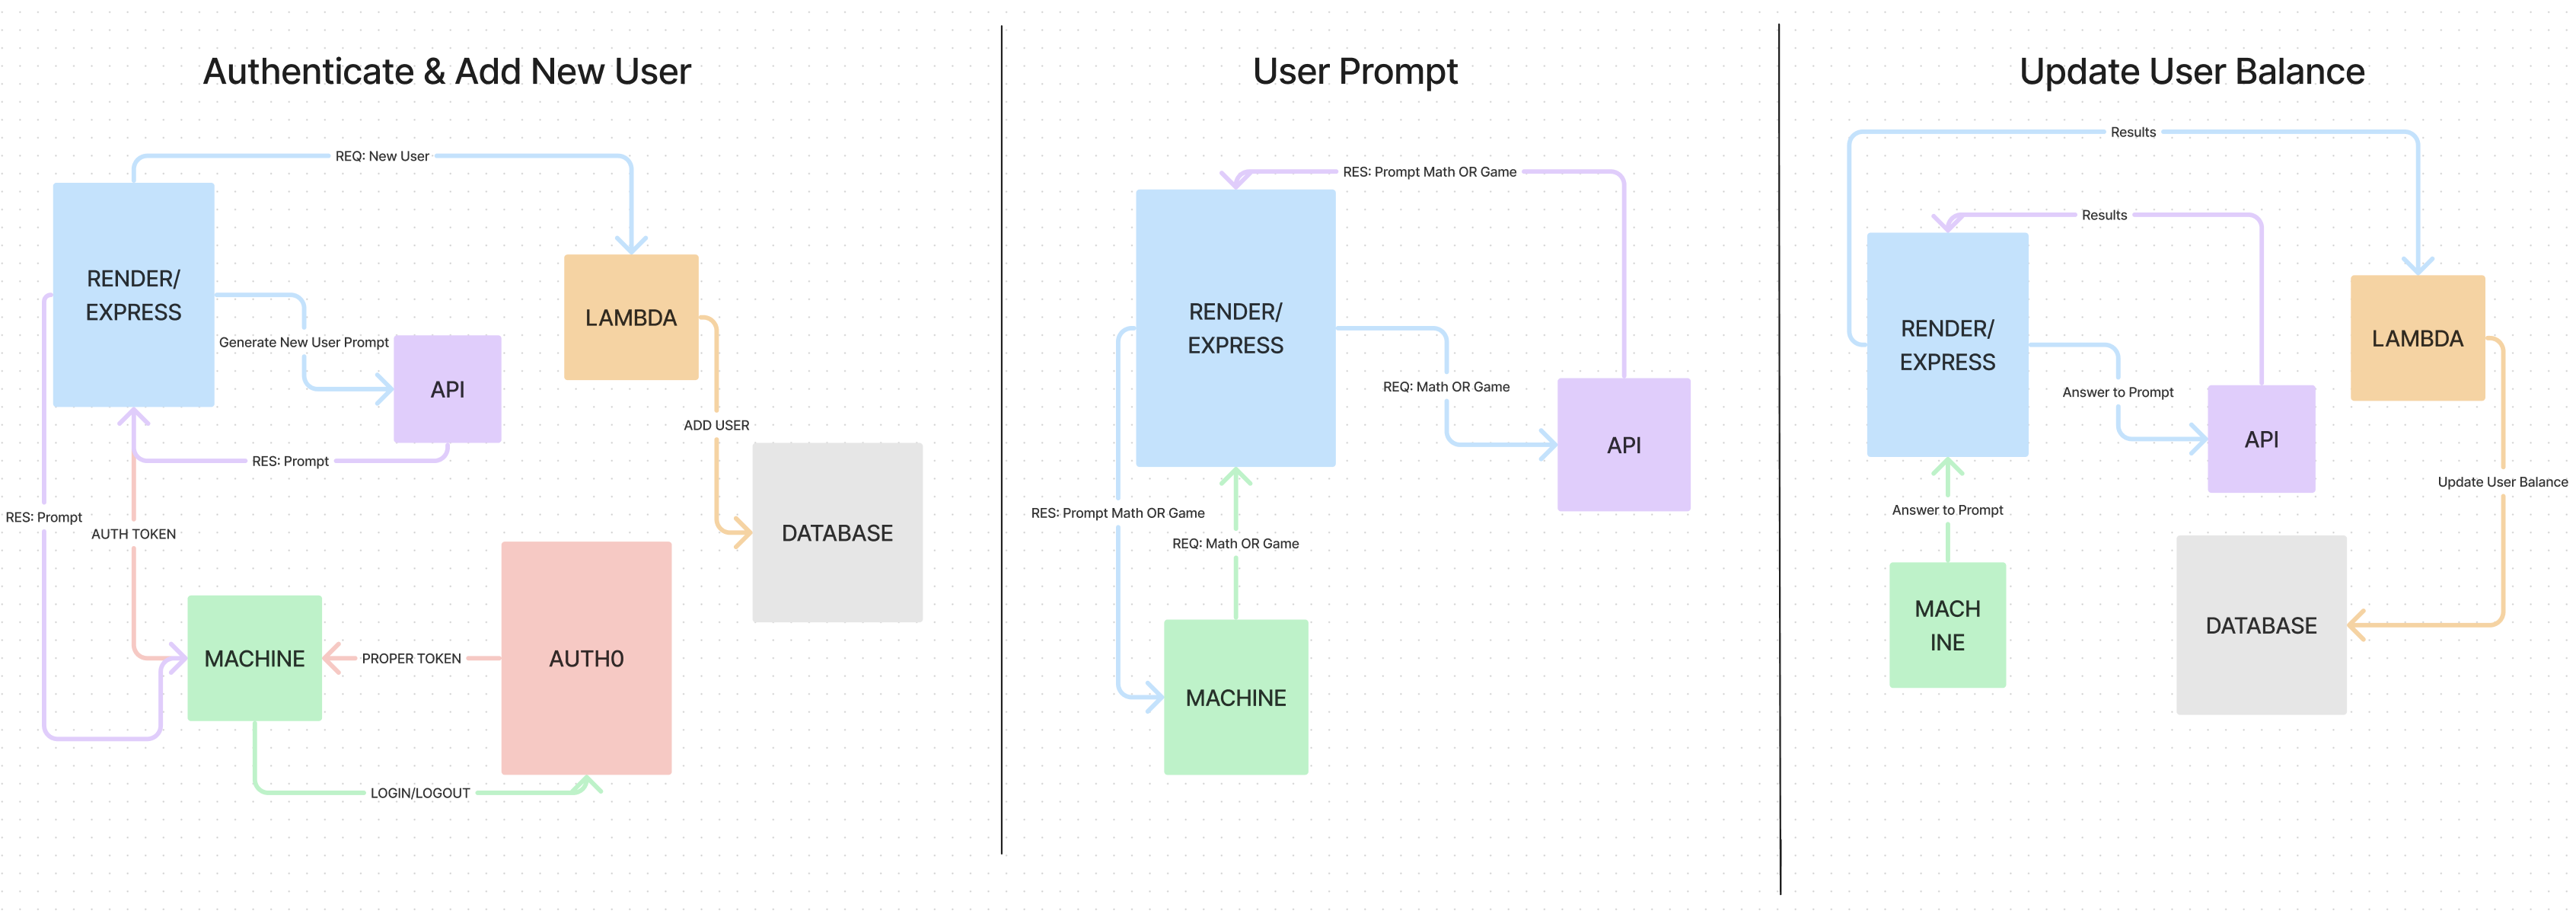 Authenticate & Add New User
REQ: New User
RENDER/
EXPRESS
LAMBDA
Generate New User Prompt
API
ADD USER
RES: Prompt
RES: Prompt
AUTH TOKEN
DATABASE
MACHINE
PROPER TOKEN
AUTH0
LOGIN/LOGOUT
User Prompt
RES: Prompt Math OR Game
RENDER/
EXPRESS
REQ: Math OR Game
API
RES: Prompt Math OR Game
REQ: Math OR Game
MACHINE
Update User Balance
Results
Results
RENDER/
EXPRESS
LAMBDA
Answer to Prompt
API
Update User Balance
Answer to Prompt
MACH
INE
DATABASE